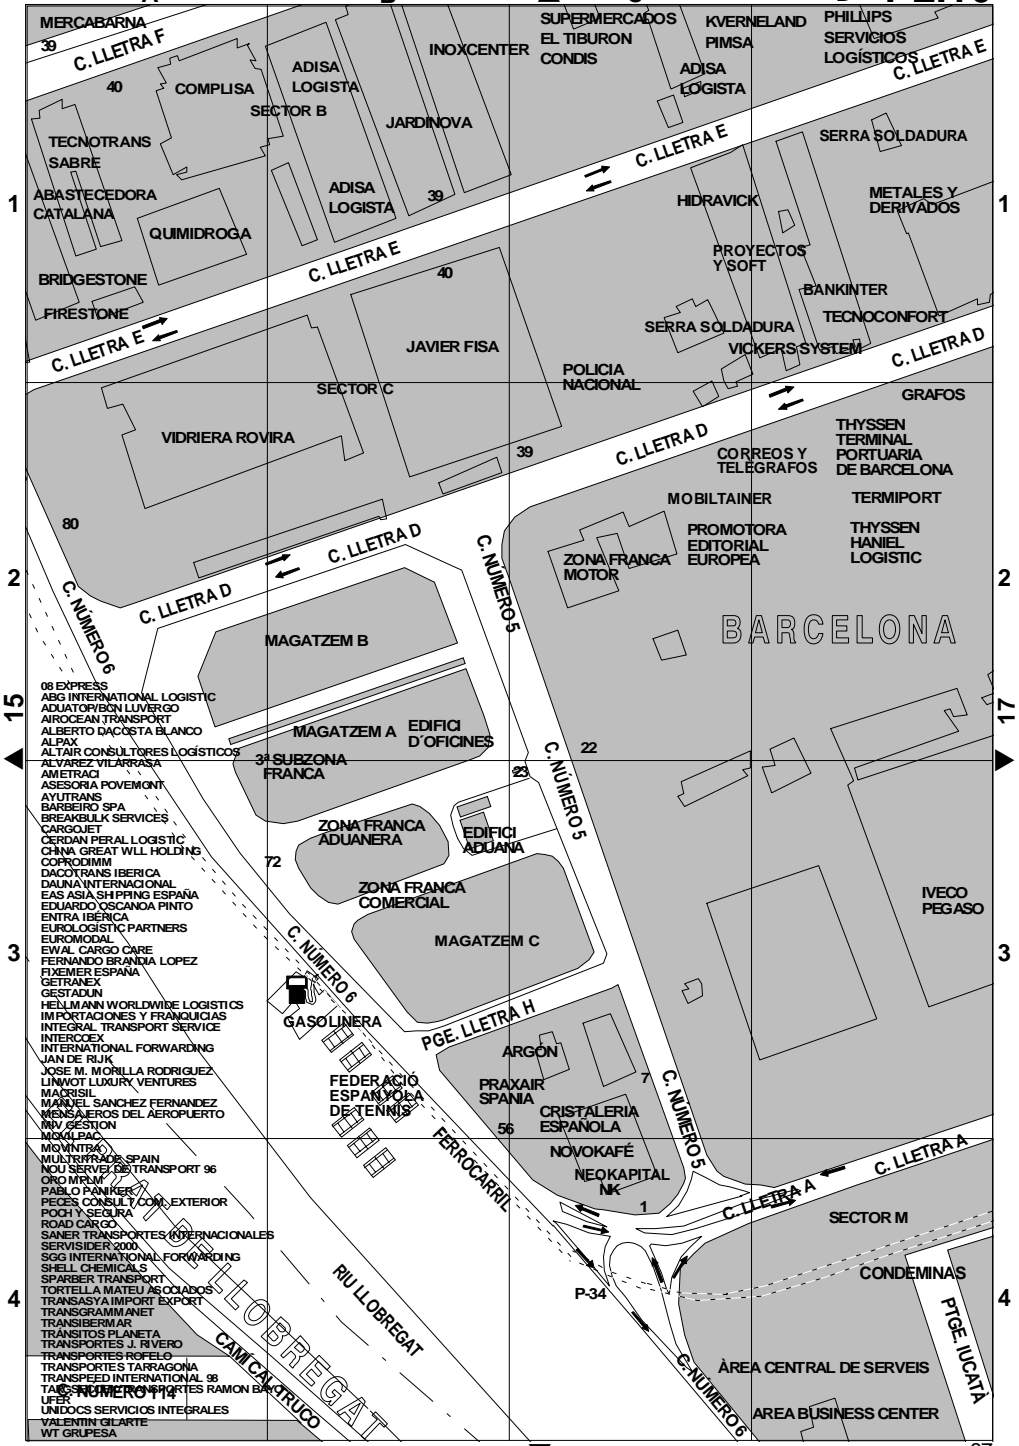 MERCABARNA
39
C. LLETRA F
40
COMPLISA
ADISA
LOGISTA
SECTOR B
INOXCENTER
JARDINOVA
SUPERMERCADOS
EL TIBURON
CONDIS
KVERNELAND
PIMSA
ADISA
LOGISTA
PHILLIPS
SERVICIOS
LOGÍSTICOS
C. LLETRA E
TECNOTRANS
SABRE
ABASTECEDORA
CATALANA
QUIMIDROGA
ADISA
LOGISTA
39
C. LLETRA E
SERRA SOLDADURA
1
1
HIDRAVICK
METALES Y
DERIVADOS
BRIDGESTONE
FIRESTONE
C. LLETRA E
40
PROYECTOS
Y SOFT
BANKINTER
TECNOCONFORT
C. LLETRA E
JAVIER FISA
SERRA SOLDADURA
VICKERS SYSTEM
C. LLETRA D
SECTOR C
POLICIA
NACIONAL
GRAFOS
VIDRIERA ROVIRA
39
C. LLETRA D
CORREOS Y
TELEGRAFOS
THYSSEN
TERMINAL
PORTUARIA
DE BARCELONA
MOBILTAINER
TERMIPORT
80
C. LLETRA D
C. NÚMERO 5
ZONA FRANCA
MOTOR
PROMOTORA
EDITORIAL
EUROPEA
THYSSEN
HANIEL
LOGISTIC
2
2
C. NÚMERO 6
C. LLETRA D
MAGATZEM B
BARCELONA
15
17
MAGATZEM A
EDIFICI
D´OFICINES
3ª SUBZONA
FRANCA
22
23
C. NÚMERO 5
ZONA FRANCA
ADUANERA
EDIFICI
ADUANA
72
ZONA FRANCA
COMERCIAL
IVECO
PEGASO
MAGATZEM C
3
3
C. NÚMERO 6
GASOLINERA
PGE. LLETRA H
ARGÓN
7
PRAXAIR
SPANIA
FEDERACIÓ
ESPANYOLA
DE TENNIS
CRISTALERIA
ESPAÑOLA
56
C. NÚMERO 5
NOVOKAFÉ
NEOKAPITAL
NK
FERROCARRIL
C. LLETRA A
1
C. LLETRA A
SECTOR M
CONDEMINAS
P-34
4
4
PTGE. IUCATÀ
RIU LLOBREGAT
PRAT DE LLOBREGAT
CAMÍ CAL TRUCO
ÀREA CENTRAL DE SERVEIS
C. NÚMERO 6
AREA BUSINESS CENTER
C. NÚMERO 114
08 EXPRESS
ABG INTERNATIONAL LOGISTIC
ADUATOP/BCN LUVERGO
AIROCEAN TRANSPORT
ALBERTO DACOSTA BLANCO
ALPAX
ALTAIR CONSULTORES LOGÍSTICOS
ALVAREZ VILARRASA
AMETRACI
ASESORIA POVEMONT
AYUTRANS
BARBEIRO SPA
BREAKBULK SERVICES
CARGOJET
CERDAN PERAL LOGISTIC
CHINA GREAT WLL HOLDING
COPRODIMM
DACOTRANS IBERICA
DAUNA INTERNACIONAL
EAS ASIA SHIPPING ESPAÑA
EDUARDO OSCANOA PINTO
ENTRA IBÉRICA
EUROLOGÍSTIC PARTNERS
EUROMODAL
EWAL CARGO CARE
FERNANDO BRANDIA LOPEZ
FIXEMER ESPAÑA
GETRANEX
GESTADUN
HELLMANN WORLDWIDE LOGISTICS
IMPORTACIONES Y FRANQUICIAS
INTEGRAL TRANSPORT SERVICE
INTERCOEX
INTERNATIONAL FORWARDING
JAN DE RIJK
JOSE M. MORILLA RODRIGUEZ
LINWOT LUXURY VENTURES
MACRISIL
MANUEL SANCHEZ FERNANDEZ
MENSAJEROS DEL AEROPUERTO
MIV GESTION
MOVILPAC
MOVINTRA
MULTRITRADE SPAIN
NOU SERVEI DE TRANSPORT 96
ORO MPLM
PABLO PANIKER
PECES CONSULT COM. EXTERIOR
POCH Y SEGURA
ROAD CARGO
SANER TRANSPORTES INTERNACIONALES
SERVISIDER 2000
SGG INTERNATIONAL FORWARDING
SHELL CHEMICALS
SPARBER TRANSPORT
TORTELLA MATEU ASOCIADOS
TRANSASYA IMPORT EXPORT
TRANSGRAMMANET
TRANSIBERMAR
TRÁNSITOS PLANETA
TRANSPORTES J. RIVERO
TRANSPORTES ROFELO
TRANSPORTES TARRAGONA
TRANSPEED INTERNATIONAL 98
TRANSPORTES RAMON BAYO
UFER
UNIDOCS SERVICIOS INTEGRALES
VALENTIN GILARTE
WT GRUPESA